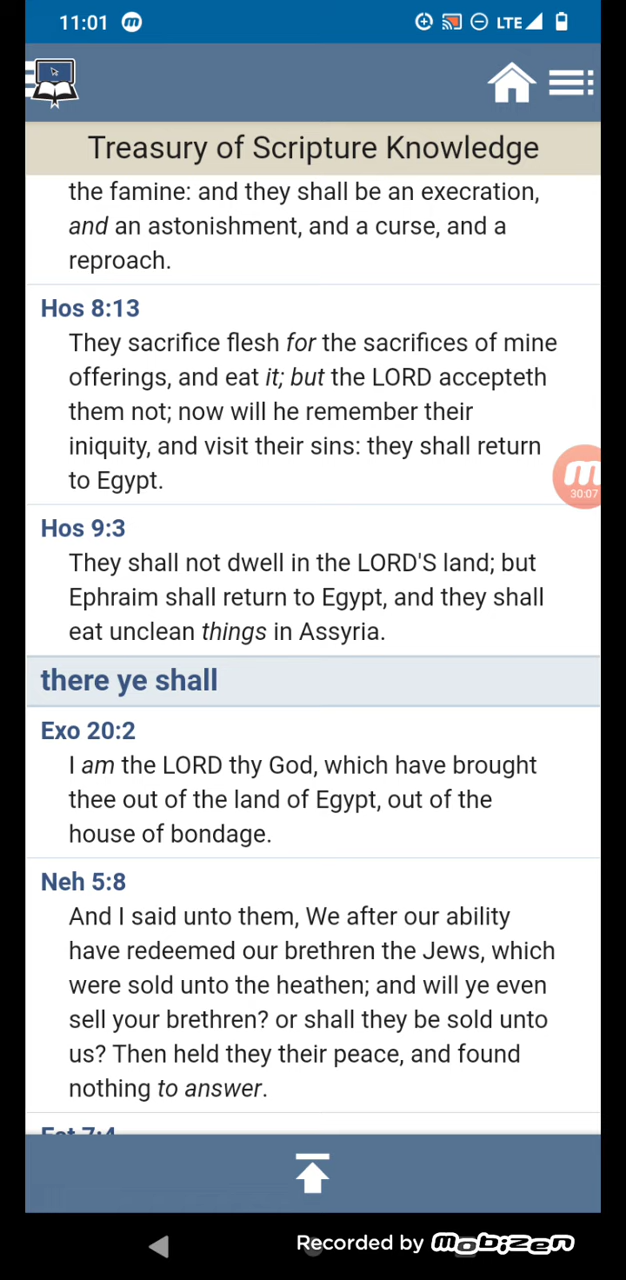 11:01
LTE
Treasury of Scripture Knowledge
the famine: and they shall be an execration,
and an astonishment, and a curse, and a
reproach.
Hos 8:13
They sacrifice flesh for the sacrifices of mine
offerings, and eat it; but the LORD accepteth
them not; now will he remember their
iniquity, and visit their sins: they shall return
to Egypt.
30:07
Hos 9:3
They shall not dwell in the LORD'S land; but
Ephraim shall return to Egypt, and they shall
eat unclean things in Assyria.
there ye shall
Exo 20:2
I am the LORD thy God, which have brought
thee out of the land of Egypt, out of the
house of bondage.
Neh 5:8
And I said unto them, We after our ability
have redeemed our brethren the Jews, which
were sold unto the heathen; and will ye even
sell your brethren? or shall they be sold unto
us? Then held they their peace, and found
nothing to answer.
Est 7:4
Recorded by mobizen